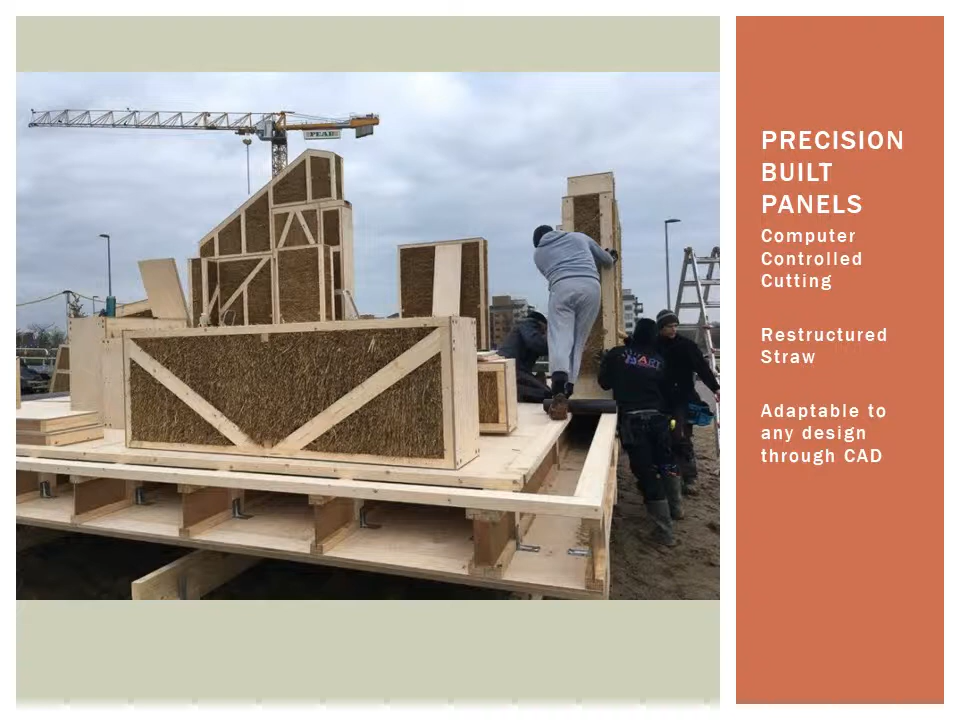 PEAB
PRECISION
BUILT
PANELS
Computer
Controlled
Cutting
Restructured
Straw
Adaptable to
any design
through CAD